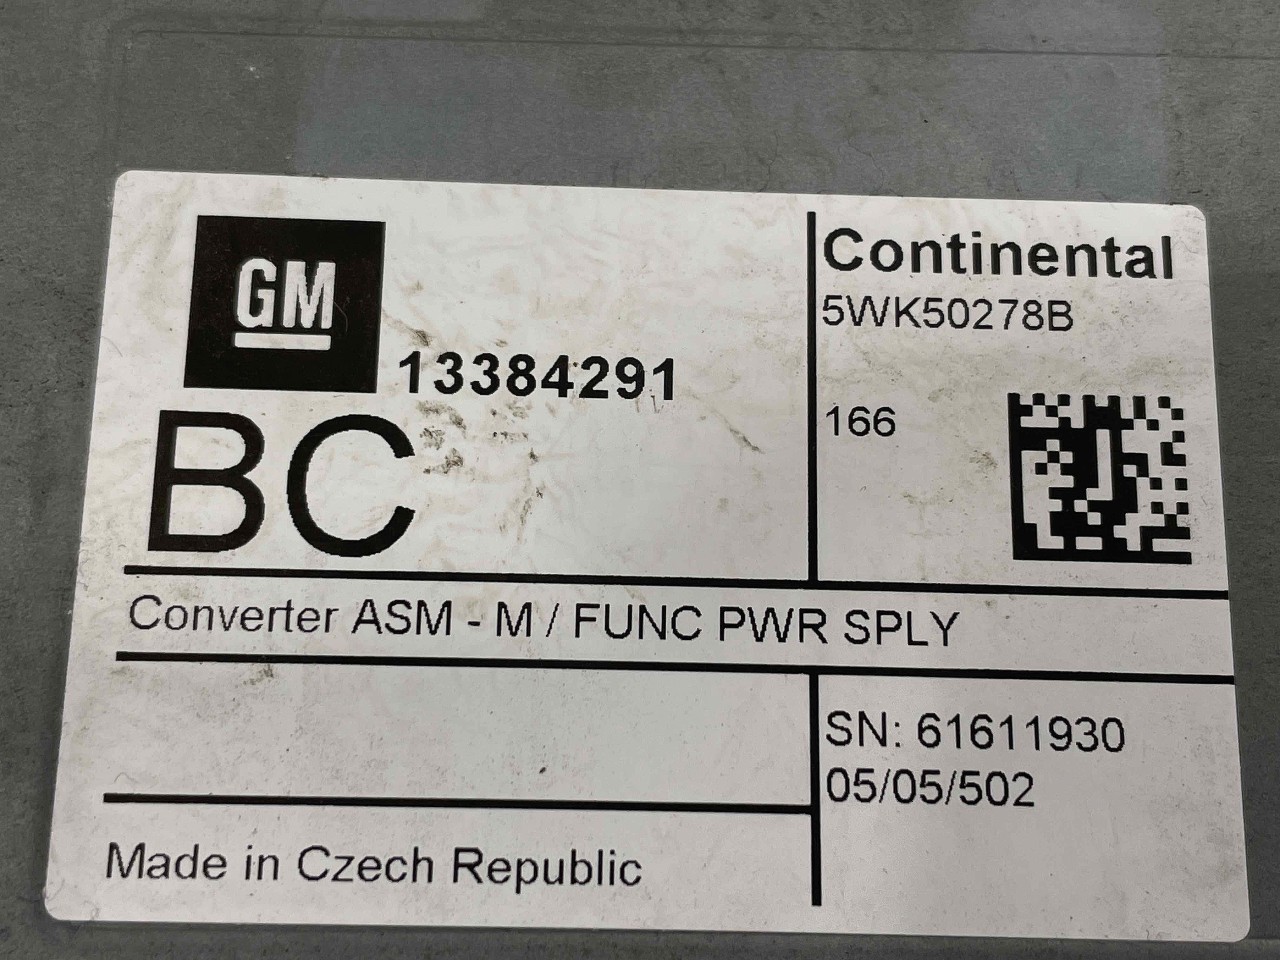 GM
13384291
BC
Continental
5WK50278B
166
Converter ASM - M / FUNC PWR SPLY
SN: 61611930
05/05/502
Made in Czech Republic